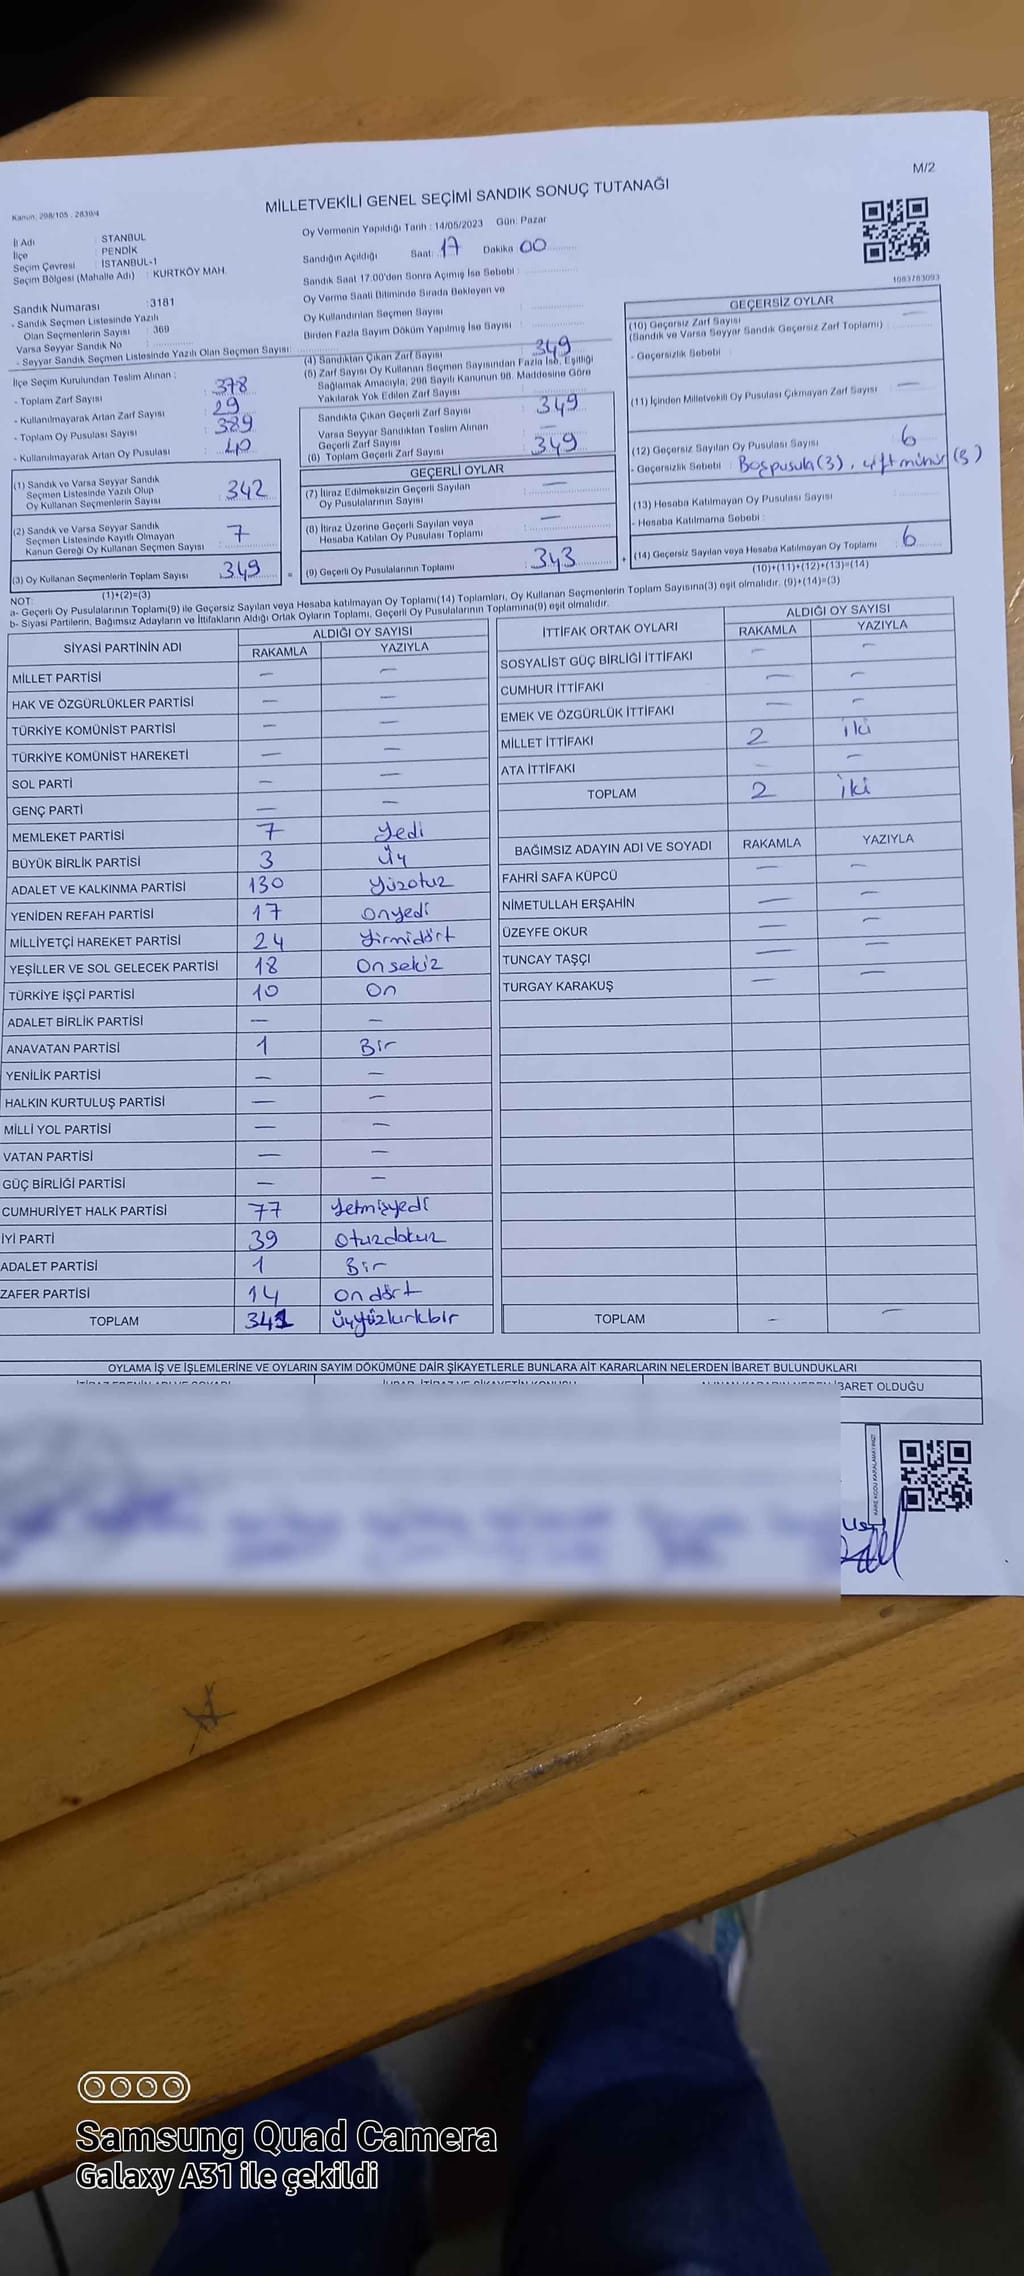 M/2
MİLLETVEKİLİ GENEL SEÇİMİ SANDIK SONUÇ TUTANAĞI
Kanun: 298/105 . 2839/4
İl Adı : STANBUL
İlçe : PENDİK
Seçim Çevresi : İSTANBUL-1
Seçim Bölgesi (Mahalle Adı) : KURTKÖY MAH.
Sandık Numarası : 3181
- Sandık Seçmen Listesinde Yazılı
Olan Seçmenlerin Sayısı : 369
Varsa Seyyar Sandık No
- Seyyar Sandık Seçmen Listesinde Yazılı Olan Seçmen Sayısı:
Oy Vermenin Yapıldığı Tarih : 14/05/2023 Gün: Pazar
Sandığın Açıldığı Saat: 17 Dakika 00
Sandık Saat 17.00'den Sonra Açımış İse Sebebi :
Oy Verme Saati Bitiminde Sırada Bekleyen ve
Oy Kullandırılan Seçmen Sayısı
Birden Fazla Sayım Döküm Yapılmış İse Sayısı
1083783093
İlçe Seçim Kurulundan Teslim Alınan :
- Toplam Zarf Sayısı : 378
- Kullanılmayarak Artan Zarf Sayısı : 29
- Toplam Oy Pusulası Sayısı : 389
- Kullanılmayarak Artan Oy Pusulası : 40
(1) Sandık ve Varsa Seyyar Sandık
Seçmen Listesinde Yazılı Olup
Oy Kullanan Seçmenlerin Sayısı : 342
(2) Sandık ve Varsa Seyyar Sandık
Seçmen Listesinde Kayıtlı Olmayan
Kanun Gereği Oy Kullanan Seçmen Sayısı : 7
(3) Oy Kullanan Seçmenlerin Toplam Sayısı : 349
(1)+(2)=(3)
(4) Sandıktan Çıkan Zarf Sayısı : 349
(5) Zarf Sayısı Oy Kullanan Seçmen Sayısından Fazla İse, Eşitliği
Sağlamak Amacıyla, 298 Sayılı Kanunun 98. Maddesine Göre
Yakılarak Yok Edilen Zarf Sayısı
Sandıkta Çıkan Geçerli Zarf Sayısı : 349
Varsa Seyyar Sandıktan Teslim Alınan
Geçerli Zarf Sayısı : —
(6) Toplam Geçerli Zarf Sayısı : 349
GEÇERLİ OYLAR
(7) İtiraz Edilmeksizin Geçerli Sayılan
Oy Pusulalarının Sayısı : —
(8) İtiraz Üzerine Geçerli Sayılan veya
Hesaba Katılan Oy Pusulası Toplamı : —
(9) Geçerli Oy Pusulalarının Toplamı : 343
GEÇERSİZ OYLAR
(10) Geçersiz Zarf Sayısı
(Sandık ve Varsa Seyyar Sandık Geçersiz Zarf Toplamı) : —
- Geçersizlik Sebebi :
(11) İçinden Milletvekili Oy Pusulası Çıkmayan Zarf Sayısı : —
(12) Geçersiz Sayılan Oy Pusulası Sayısı : 6
- Geçersizlik Sebebi : Boşpusula(3), çiftmühür(3)
(13) Hesaba Katılmayan Oy Pusulası Sayısı
- Hesaba Katılmama Sebebi :
(14) Geçersiz Sayılan veya Hesaba Katılmayan Oy Toplamı : 6
(10)+(11)+(12)+(13)=(14)
NOT:
a- Geçerli Oy Pusulalarının Toplamı(9) ile Geçersiz Sayılan veya Hesaba katılmayan Oy Toplamı(14) Toplamları, Oy Kullanan Seçmenlerin Toplam Sayısına(3) eşit olmalıdır. (9)+(14)=(3)
b- Siyasi Partilerin, Bağımsız Adayların ve İttifakların Aldığı Ortak Oyların Toplamı, Geçerli Oy Pusulalarının Toplamına(9) eşit olmalıdır.
SİYASİ PARTİNİN ADI ALDIĞI OY SAYISI
RAKAMLA YAZIYLA
MİLLET PARTİSİ — —
HAK VE ÖZGÜRLÜKLER PARTİSİ — —
TÜRKİYE KOMÜNİST PARTİSİ — —
TÜRKİYE KOMÜNİST HAREKETİ — —
SOL PARTİ — —
GENÇ PARTİ — —
MEMLEKET PARTİSİ 7 Yedi
BÜYÜK BİRLİK PARTİSİ 3 Üç
ADALET VE KALKINMA PARTİSİ 130 Yüzotuz
YENİDEN REFAH PARTİSİ 17 Onyedi
MİLLİYETÇİ HAREKET PARTİSİ 24 Yirmidört
YEŞİLLER VE SOL GELECEK PARTİSİ 18 Onsekiz
TÜRKİYE İŞÇİ PARTİSİ 10 On
ADALET BİRLİK PARTİSİ — —
ANAVATAN PARTİSİ 1 Bir
YENİLİK PARTİSİ — —
HALKIN KURTULUŞ PARTİSİ — —
MİLLİ YOL PARTİSİ — —
VATAN PARTİSİ — —
GÜÇ BİRLİĞİ PARTİSİ — —
CUMHURİYET HALK PARTİSİ 77 Yetmişyedi
İYİ PARTİ 39 Otuzdokuz
ADALET PARTİSİ 1 Bir
ZAFER PARTİSİ 14 Ondört
TOPLAM 341 Üçyüzkırkbir
İTTİFAK ORTAK OYLARI ALDIĞI OY SAYISI
RAKAMLA YAZIYLA
SOSYALİST GÜÇ BİRLİĞİ İTTİFAKI — —
CUMHUR İTTİFAKI — —
EMEK VE ÖZGÜRLÜK İTTİFAKI — —
MİLLET İTTİFAKI 2 iki
ATA İTTİFAKI — —
TOPLAM 2 iki
BAĞIMSIZ ADAYIN ADI VE SOYADI RAKAMLA YAZIYLA
FAHRİ SAFA KÜPCÜ — —
NİMETULLAH ERŞAHİN — —
ÜZEYFE OKUR — —
TUNCAY TAŞÇI — —
TURGAY KARAKUŞ — —
TOPLAM — —
OYLAMA İŞ VE İŞLEMLERİNE VE OYLARIN SAYIM DÖKÜMÜNE DAİR ŞİKAYETLERLE BUNLARA AİT KARARLARIN NELERDEN İBARET BULUNDUKLARI
İBARET OLDUĞU
KARE KODU KARALAMAYINIZ!
Samsung Quad Camera
Galaxy A31 ile çekildi